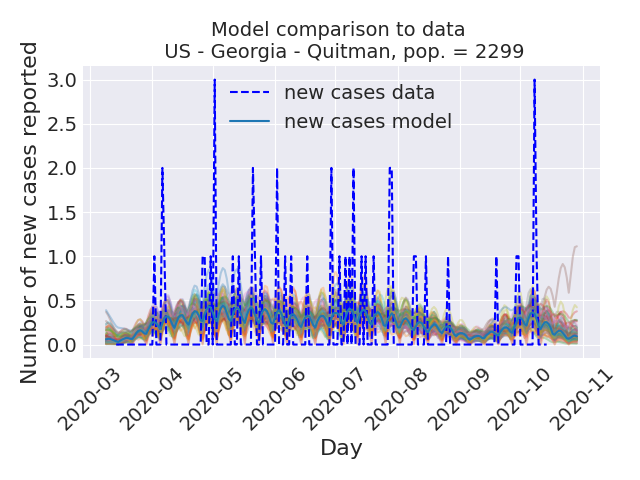 Model comparison to data
US - Georgia - Quitman, pop. = 2299
Number of new cases reported
3.0
2.5
2.0
1.5
1.0
0.5
0.0
new cases data
new cases model
2020-03
2020-04
2020-05
2020-06
2020-07
2020-08
2020-09
2020-10
2020-11
Day